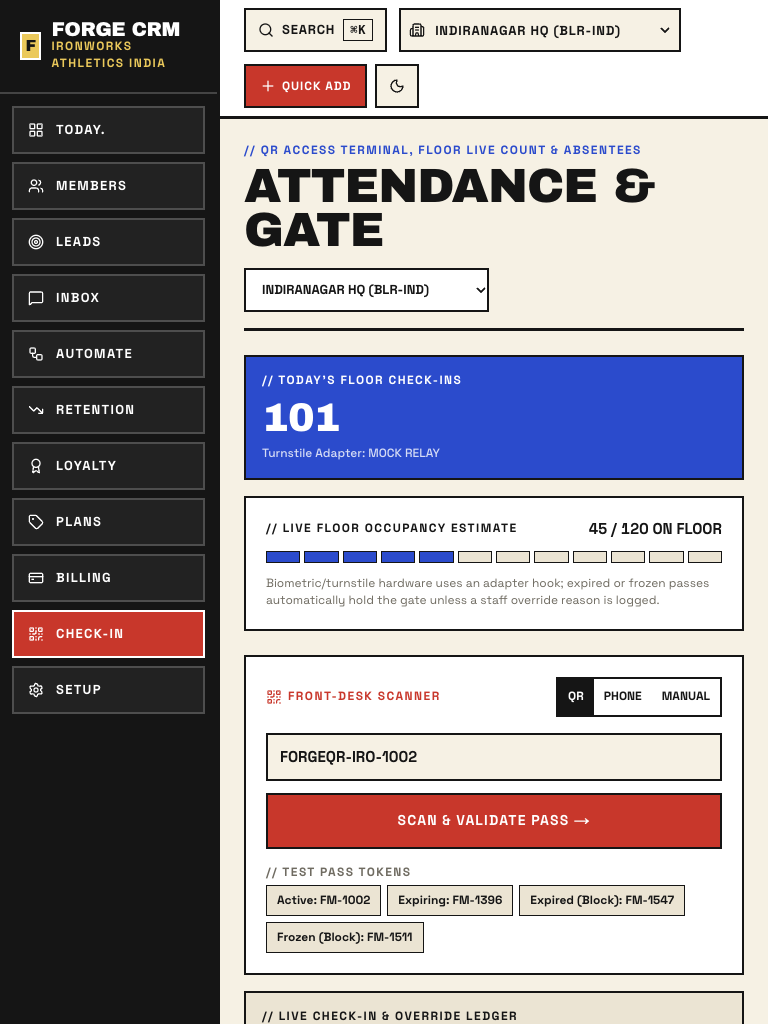 F
FORGE CRM
IRONWORKS
ATHLETICS INDIA
TODAY.
MEMBERS
LEADS
INBOX
AUTOMATE
RETENTION
LOYALTY
PLANS
BILLING
CHECK-IN
SETUP
SEARCH ⌘K
INDIRANAGAR HQ (BLR-IND)
QUICK ADD
// QR ACCESS TERMINAL, FLOOR LIVE COUNT & ABSENTEES
ATTENDANCE &
GATE
INDIRANAGAR HQ (BLR-IND)
// TODAY'S FLOOR CHECK-INS
101
Turnstile Adapter: MOCK RELAY
// LIVE FLOOR OCCUPANCY ESTIMATE 45 / 120 ON FLOOR
Biometric/turnstile hardware uses an adapter hook; expired or frozen passes
automatically hold the gate unless a staff override reason is logged.
FRONT-DESK SCANNER QR PHONE MANUAL
FORGEQR-IRO-1002
SCAN & VALIDATE PASS →
// TEST PASS TOKENS
Active: FM-1002 Expiring: FM-1396 Expired (Block): FM-1547
Frozen (Block): FM-1511
// LIVE CHECK-IN & OVERRIDE LEDGER